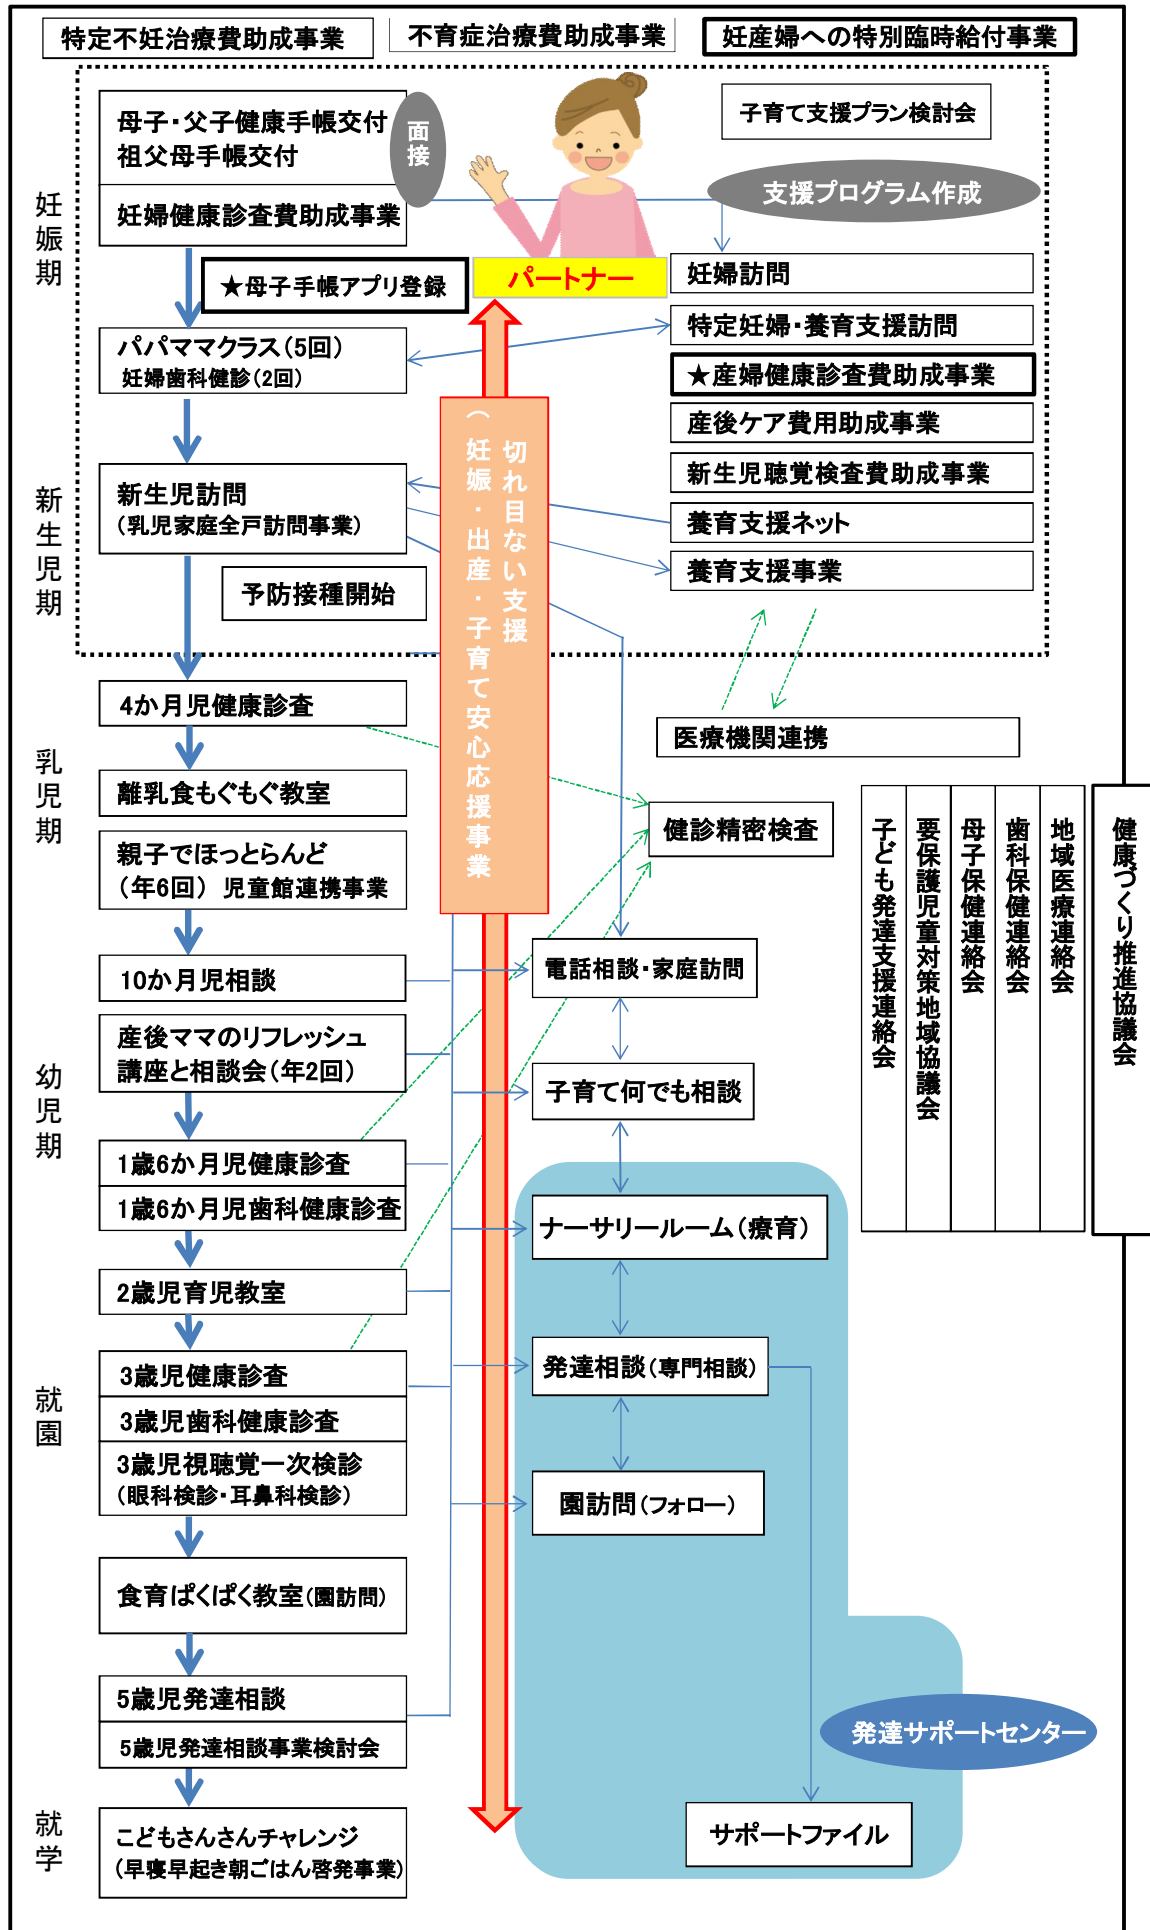 特定不妊治療費助成事業
不育症治療費助成事業
妊産婦への特別臨時給付事業
妊娠期
母子・父子健康手帳交付
祖父母手帳交付
面接
妊婦健康診査費助成事業
子育て支援プラン検討会
支援プログラム作成
★母子手帳アプリ登録
パートナー
妊婦訪問
特定妊婦・養育支援訪問
★産婦健康診査費助成事業
産後ケア費用助成事業
新生児聴覚検査費助成事業
養育支援ネット
養育支援事業
パパママクラス（5回）
妊婦歯科健診（2回）
切れ目ない支援
（妊娠・出産・子育て安心応援事業
新生児期
新生児訪問
（乳児家庭全戸訪問事業）
予防接種開始
乳児期
4か月児健康診査
離乳食もぐもぐ教室
親子でほっとらんど
（年6回） 児童館連携事業
医療機関連携
健診精密検査
子ども発達支援連絡会
要保護児童対策地域協議会
母子保健連絡会
歯科保健連絡会
地域医療連絡会
健康づくり推進協議会
幼児期
10か月児相談
産後ママのリフレッシュ
講座と相談会（年2回）
1歳6か月児健康診査
1歳6か月児歯科健康診査
2歳児育児教室
電話相談・家庭訪問
子育て何でも相談
ナーサリールーム（療育）
発達相談（専門相談）
園訪問（フォロー）
就園
3歳児健康診査
3歳児歯科健康診査
3歳児視聴覚一次検診
（眼科検診・耳鼻科検診）
食育ぱくぱく教室（園訪問）
5歳児発達相談
5歳児発達相談事業検討会
発達サポートセンター
サポートファイル
就学
こどもさんさんチャレンジ
（早寝早起き朝ごはん啓発事業）